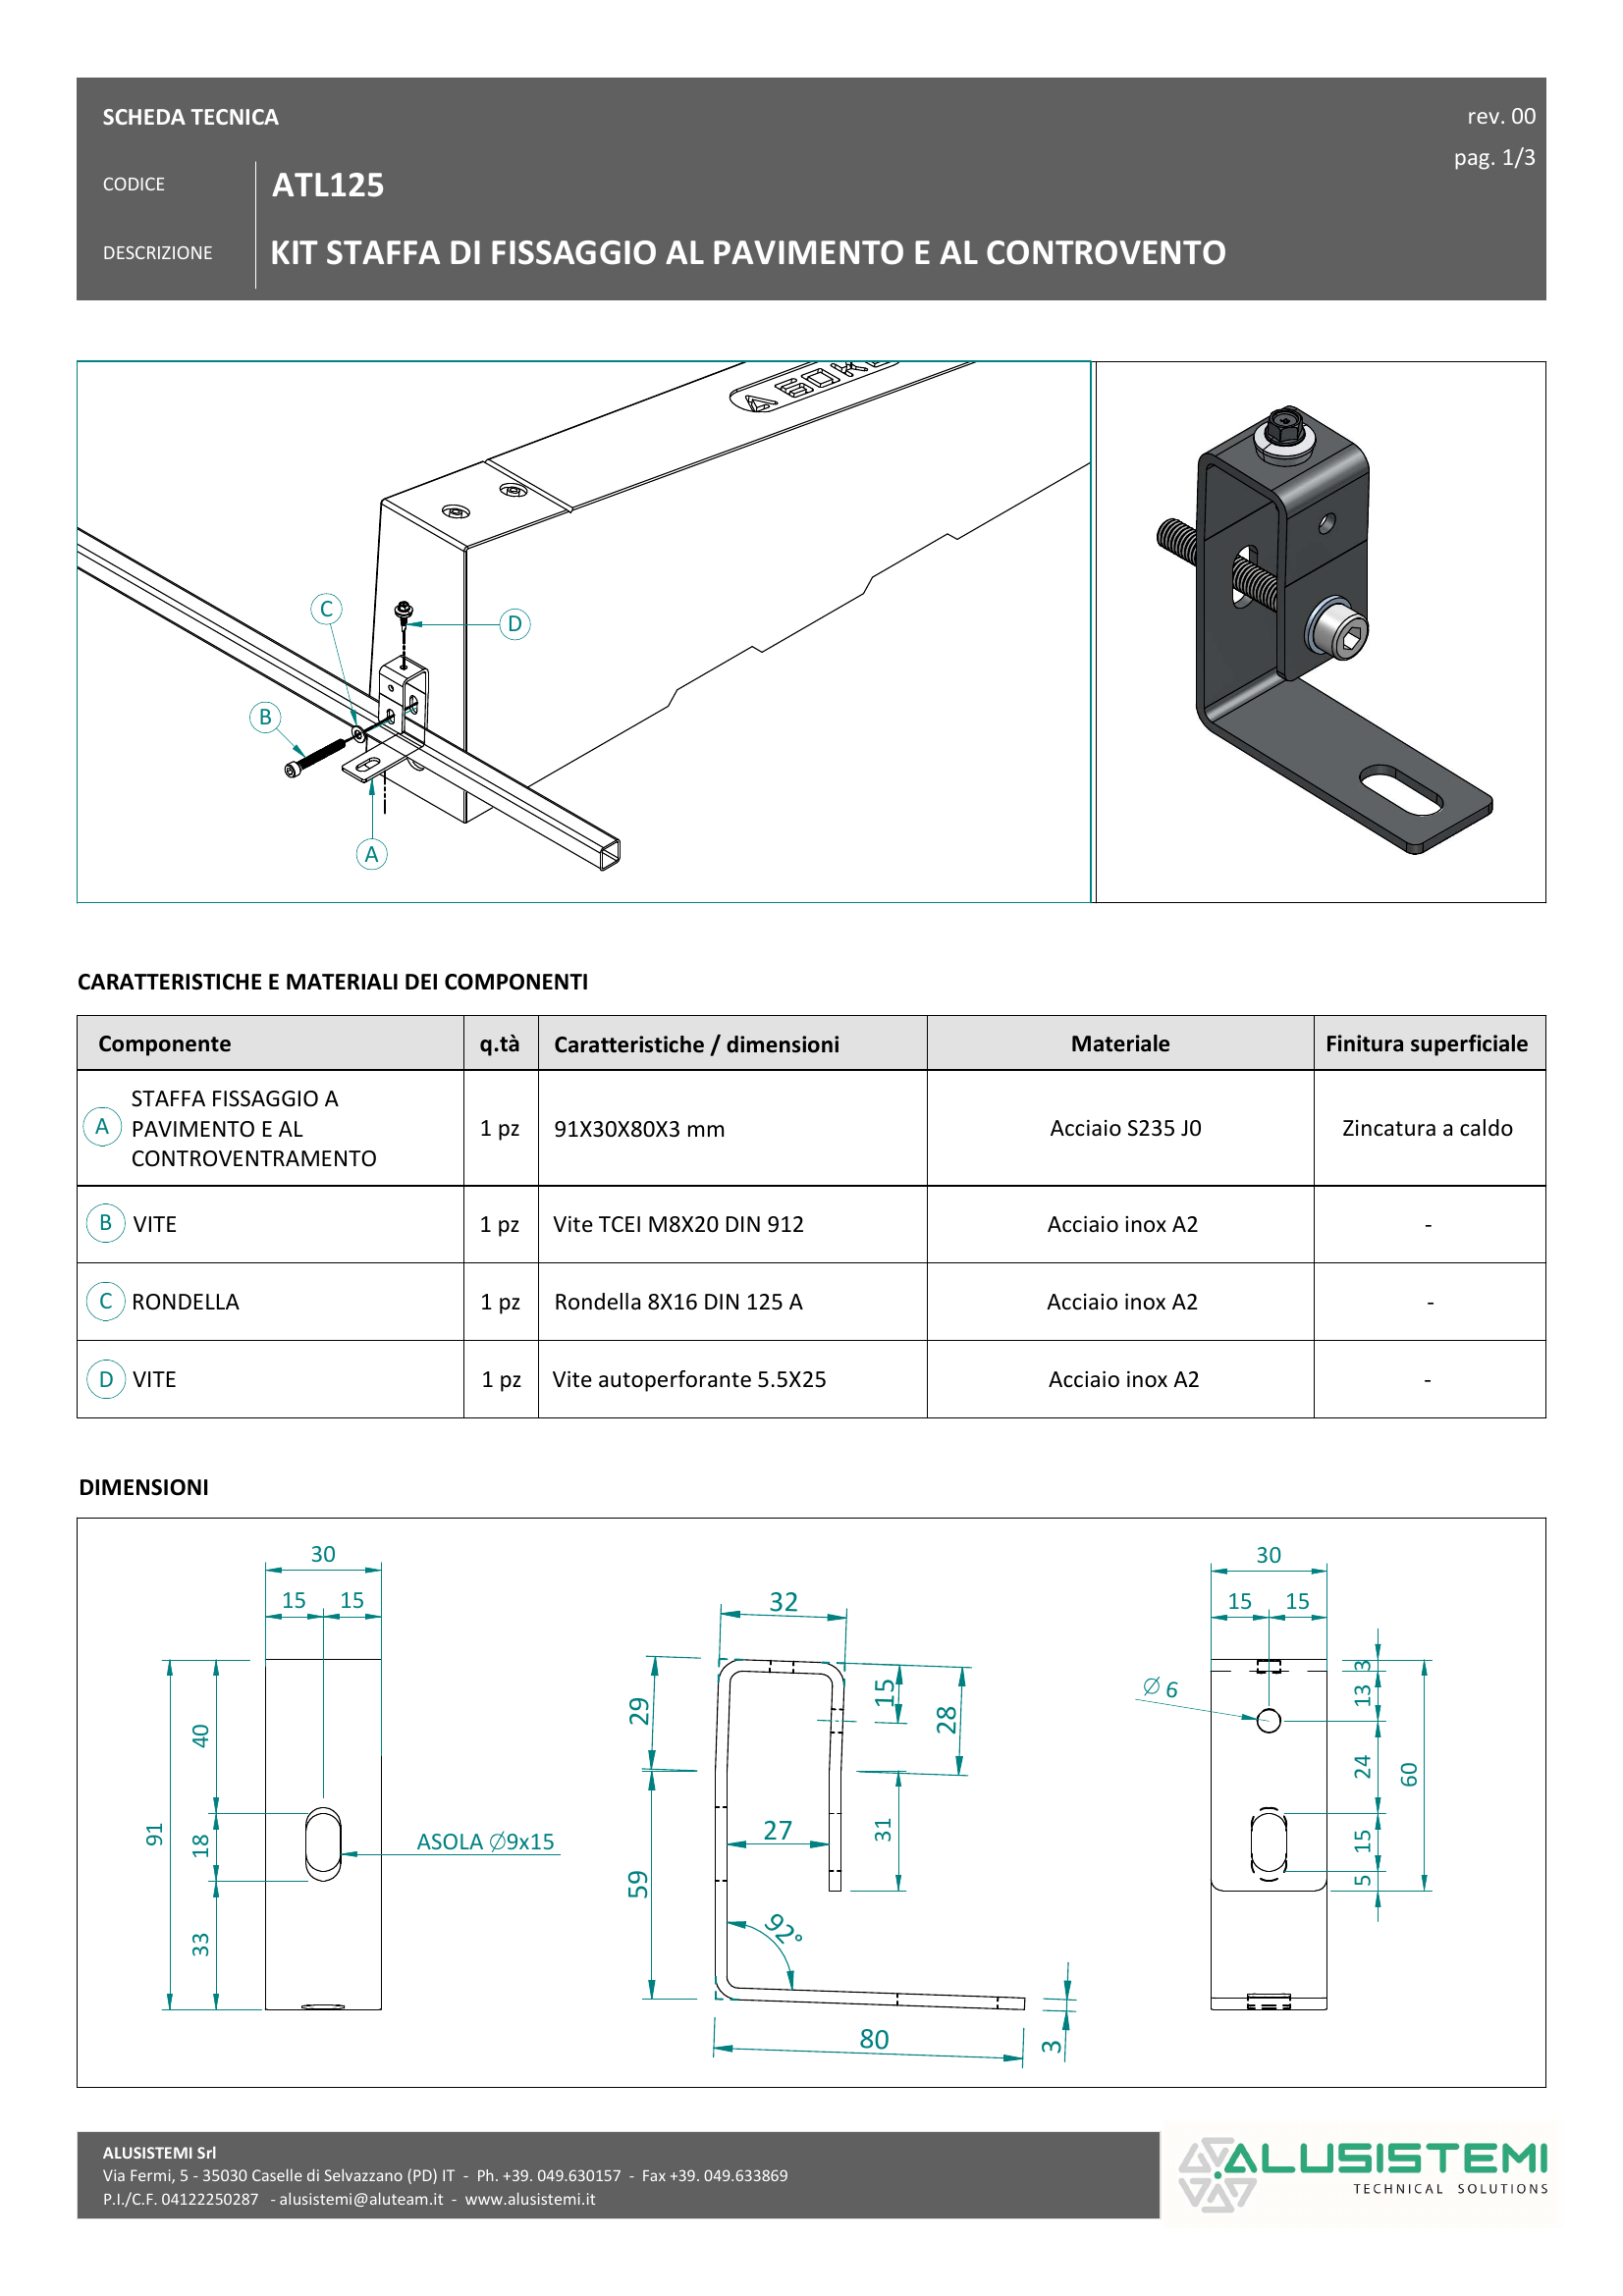 SCHEDA TECNICA
rev. 00
pag. 1/3
CODICE
ATL125
DESCRIZIONE
KIT STAFFA DI FISSAGGIO AL PAVIMENTO E AL CONTROVENTO
C
D
B
A
CARATTERISTICHE E MATERIALI DEI COMPONENTI
Componente q.tà Caratteristiche / dimensioni Materiale Finitura superficiale
STAFFA FISSAGGIO A
A PAVIMENTO E AL 1 pz 91X30X80X3 mm Acciaio S235 J0 Zincatura a caldo
CONTROVENTRAMENTO
B VITE 1 pz Vite TCEI M8X20 DIN 912 Acciaio inox A2 -
C RONDELLA 1 pz Rondella 8X16 DIN 125 A Acciaio inox A2 -
D VITE 1 pz Vite autoperforante 5.5X25 Acciaio inox A2 -
DIMENSIONI
30
15 15
40
91
18
33
ASOLA ∅9x15
32
29
15
28
27
31
59
92°
80
3
30
15 15
∅ 6
3
13
24
60
15
5
ALUSISTEMI Srl
Via Fermi, 5 - 35030 Caselle di Selvazzano (PD) IT - Ph. +39. 049.630157 - Fax +39. 049.633869
P.I./C.F. 04122250287 - alusistemi@aluteam.it - www.alusistemi.it
ALUSISTEMI
TECHNICAL SOLUTIONS